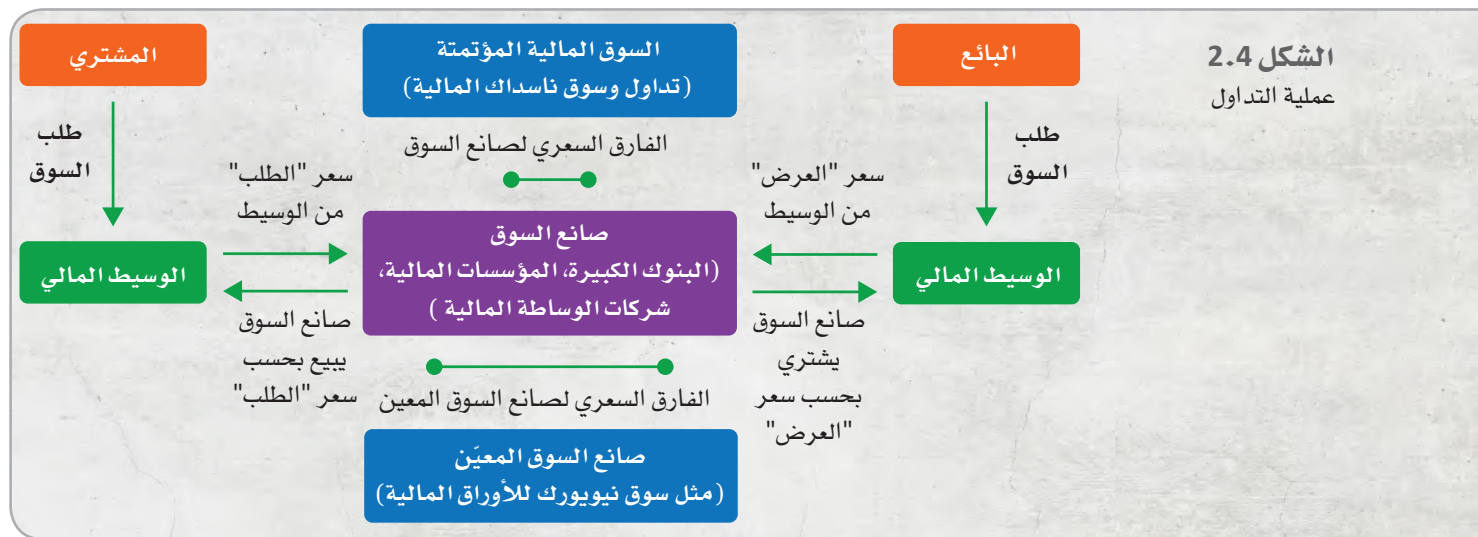 الشكل 2.4
عملية التداول
البائع
طلب
السوق
الوسيط المالي
سعر "العرض"
من الوسيط
صانع السوق
يشتري
بحسب سعر
"العرض"
السوق المالية المؤتمتة
(تداول وسوق ناسداك المالية)
الفارق السعري لصانع السوق
صانع السوق
(البنوك الكبيرة، المؤسسات المالية،
شركات الوساطة المالية )
الفارق السعري لصانع السوق المعين
صانع السوق المعيّن
(مثل سوق نيويورك للأوراق المالية)
سعر "الطلب"
من الوسيط
صانع السوق
يبيع بحسب
سعر "الطلب"
المشتري
طلب
السوق
الوسيط المالي